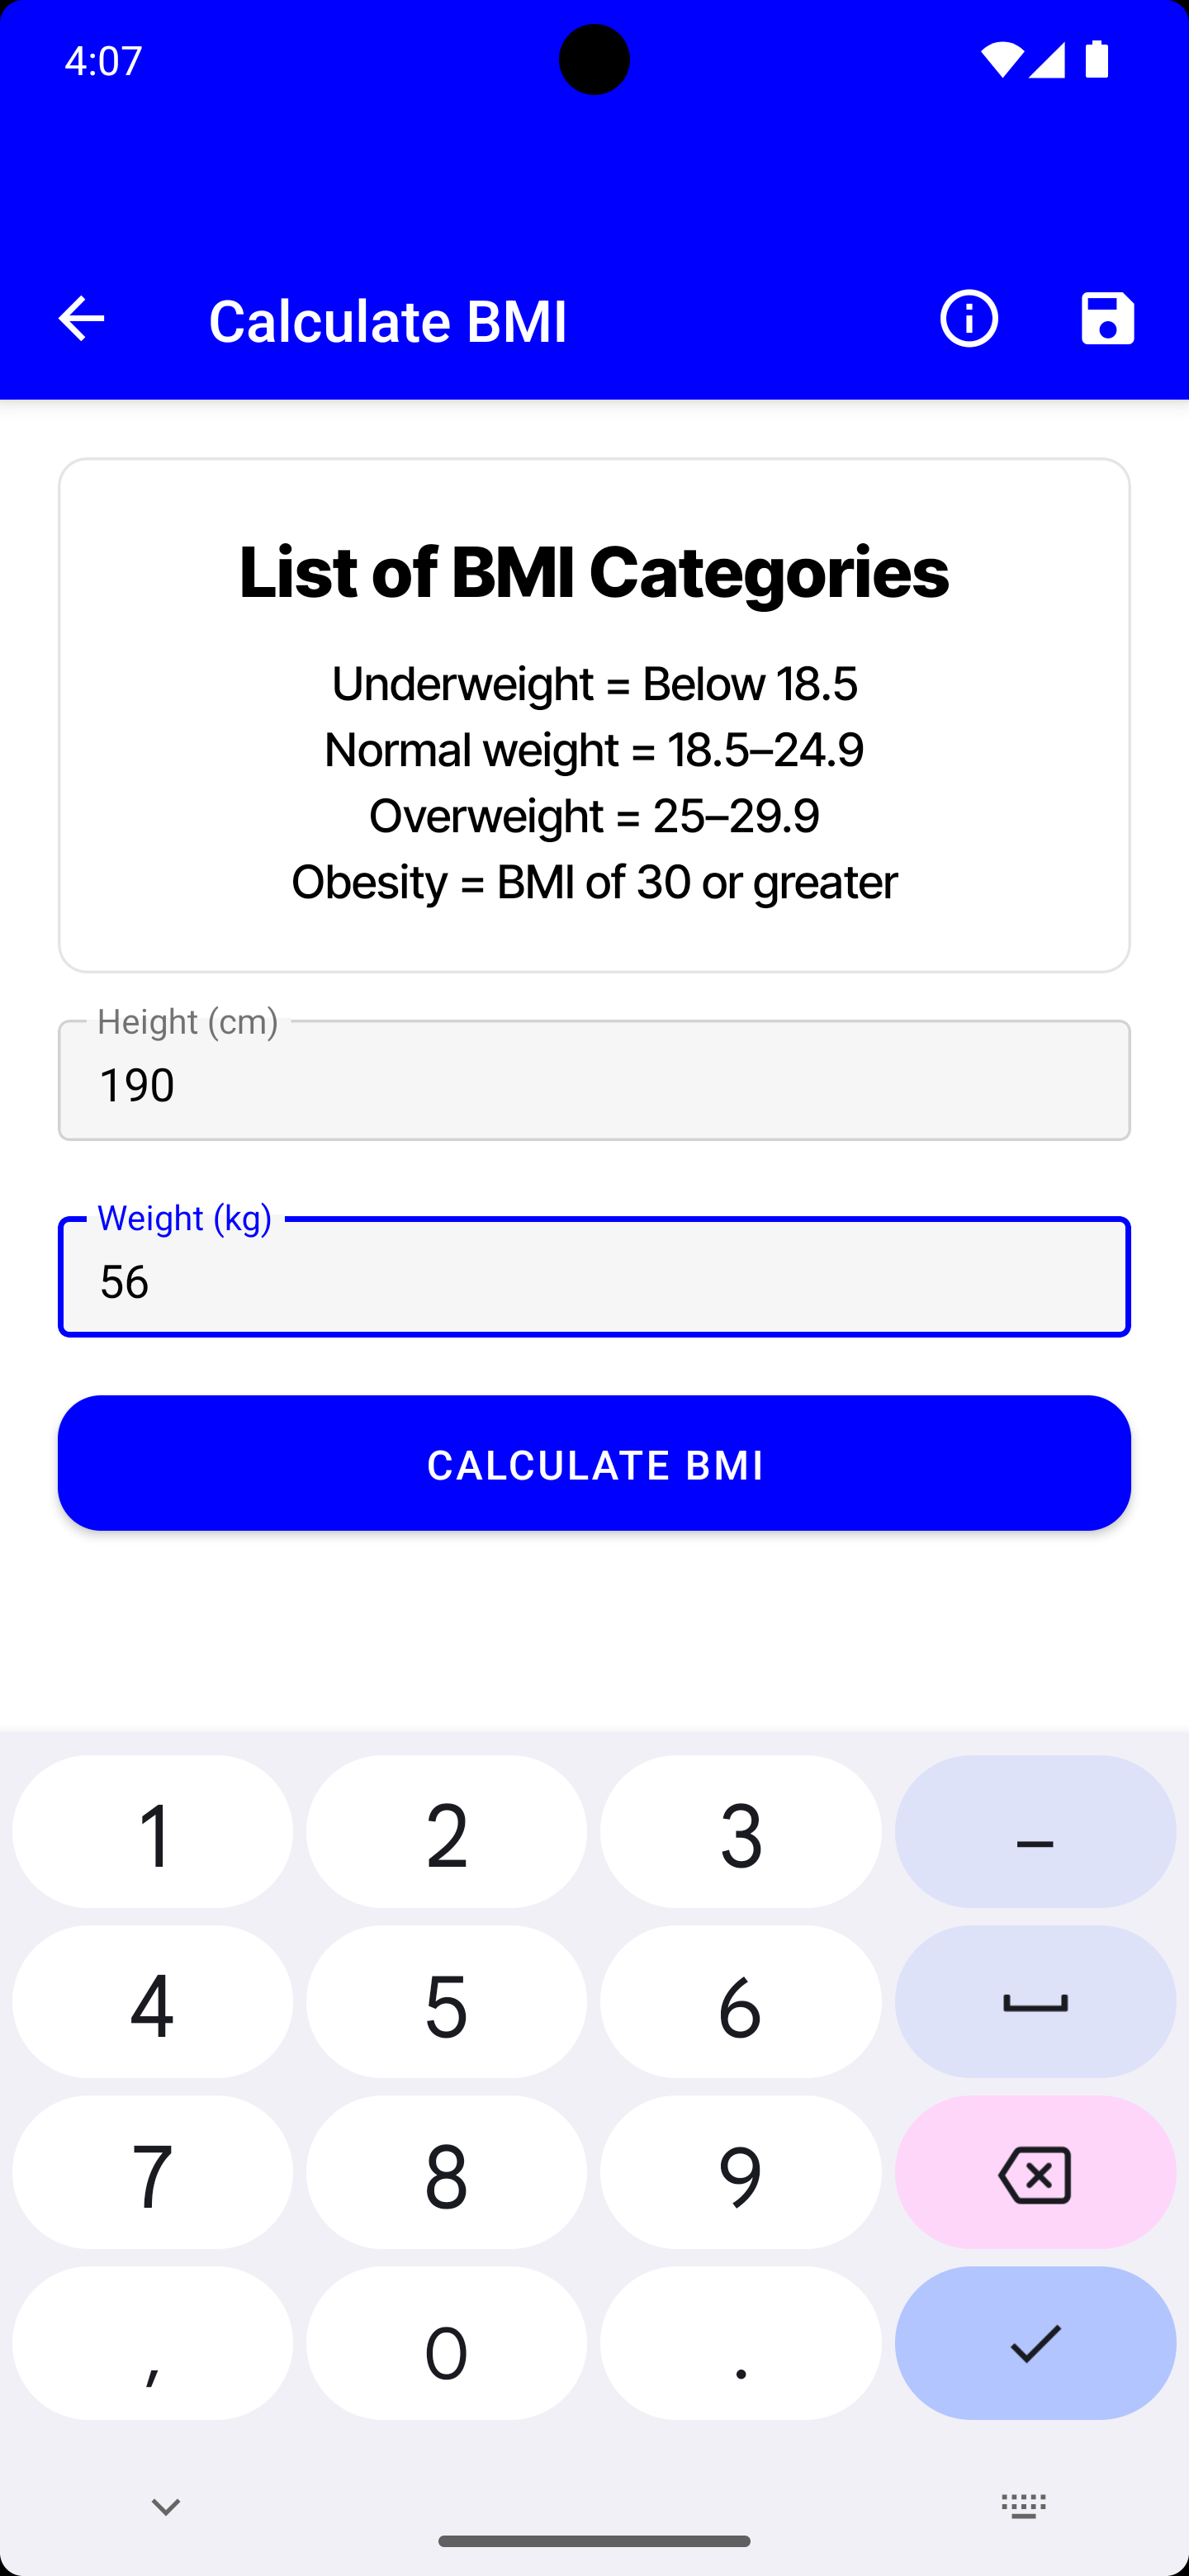 4:07
Calculate BMI
List of BMI Categories
Underweight = Below 18.5
Normal weight = 18.5–24.9
Overweight = 25–29.9
Obesity = BMI of 30 or greater
Height (cm)
190
Weight (kg)
56
CALCULATE BMI
1 2 3 –
4 5 6
7 8 9
, 0 .